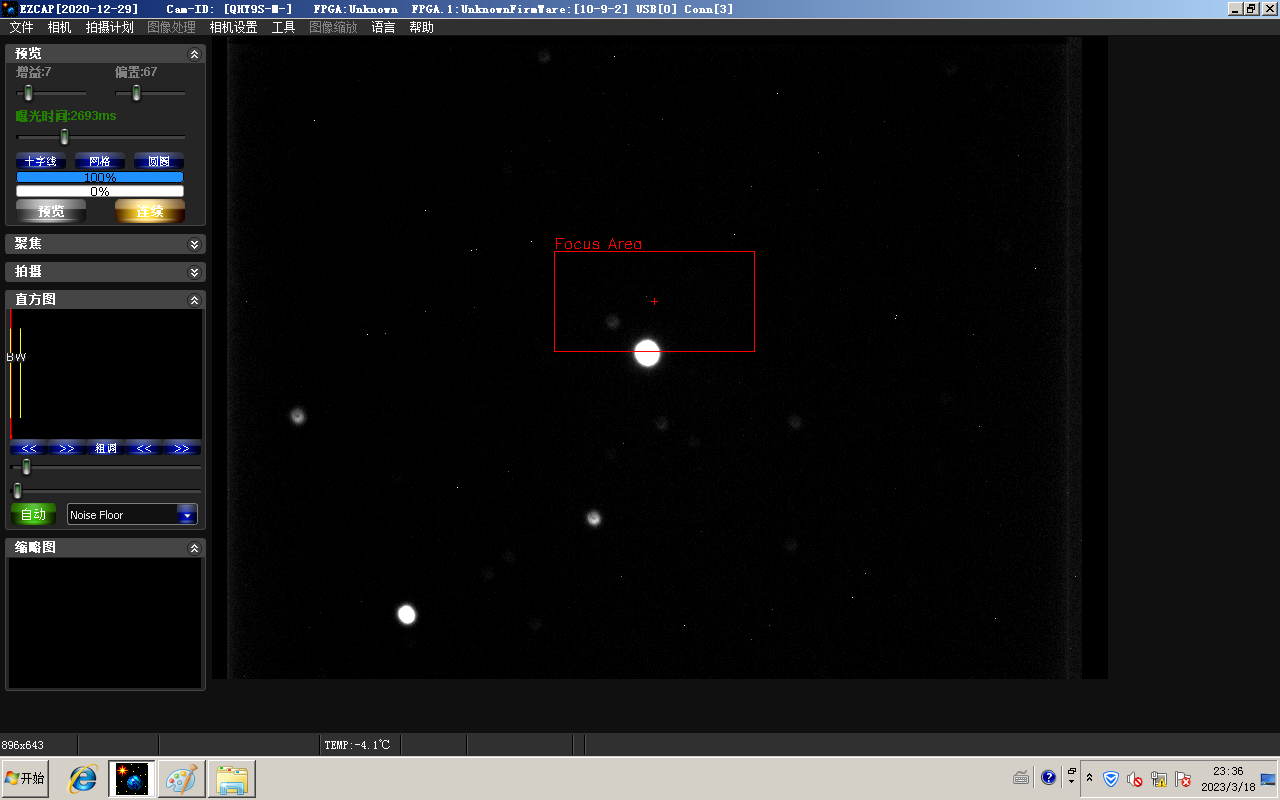 EZCAP[2020-12-29] Cam-ID: [QHY9S-M-] FPGA:Unknown FPGA.1:UnknownFirmWare:[10-9-2] USB[0] Conn[3]
文件 相机 拍摄计划 图像处理 相机设置 工具 图像缩放 语言 帮助
预览
增益:7 偏置:67
曝光时间:2693ms
十字线 网格 圆圈
100%
0%
预览 连续
聚焦
拍摄
直方图
BW
<< >> 粗调 << >>
自动 Noise Floor
缩略图
Focus Area
896x643 TEMP:-4.1℃
开始
23:36
2023/3/18